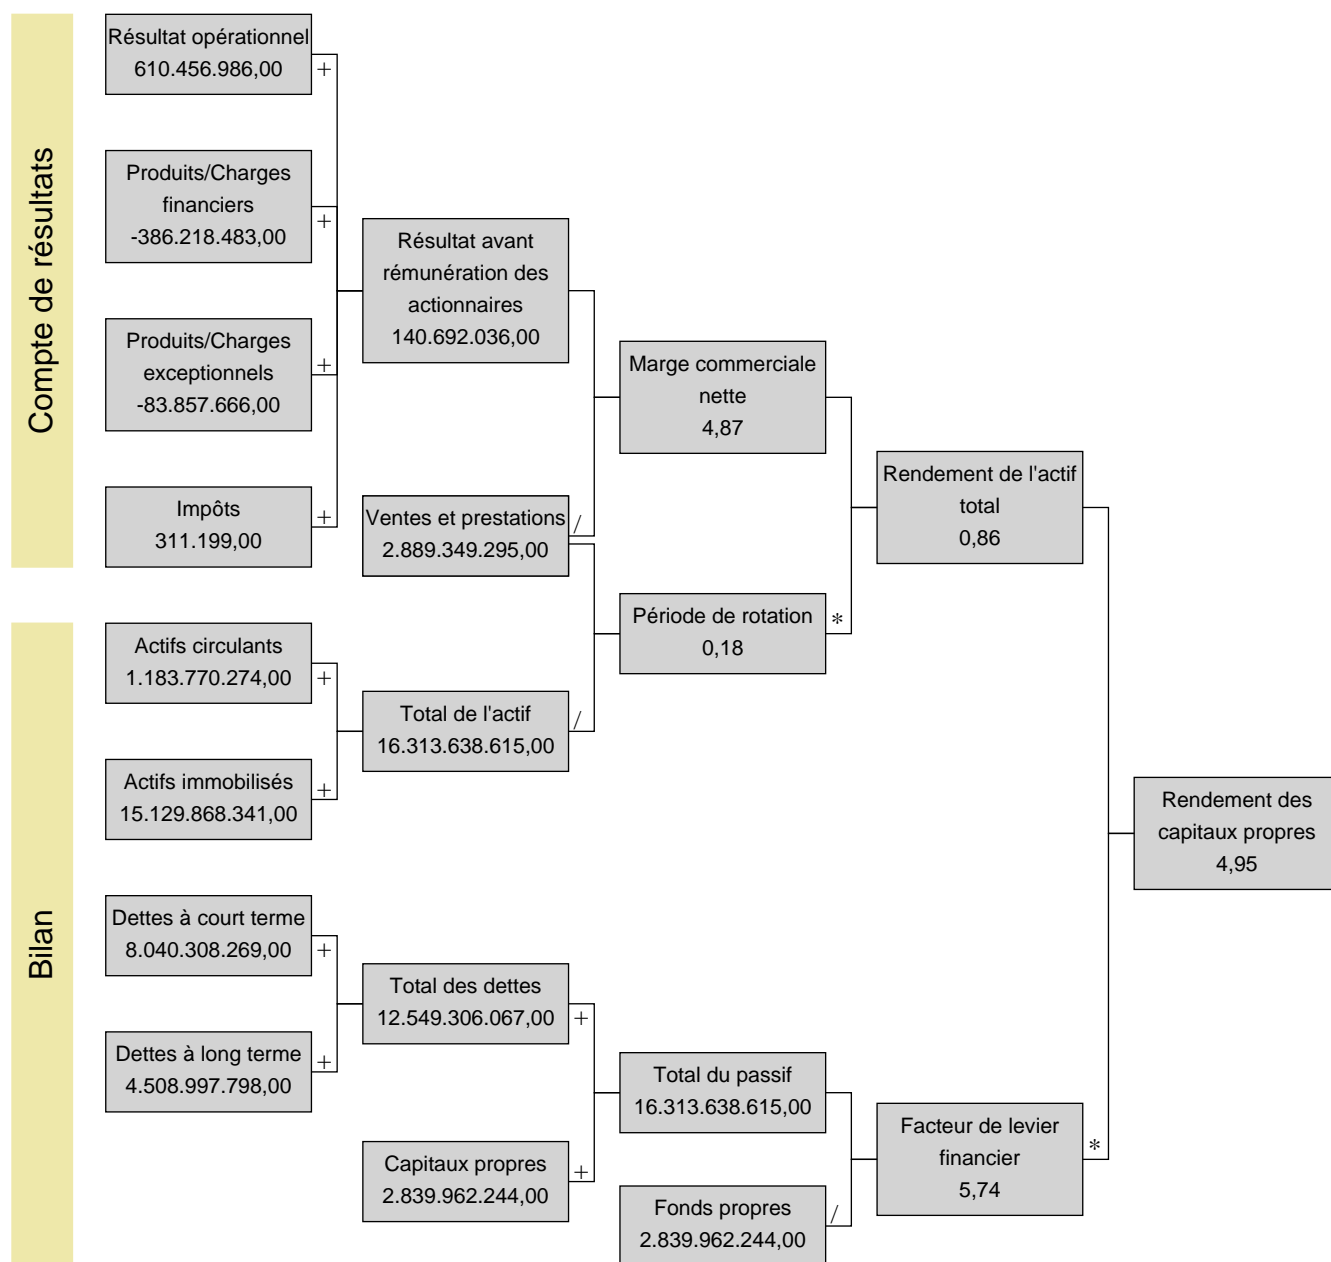 Compte de résultats
Résultat opérationnel
610.456.986,00
+
Produits/Charges
financiers
-386.218.483,00
+
Produits/Charges
exceptionnels
-83.857.666,00
+
Impôts
311.199,00
+
Résultat avant
rémunération des
actionnaires
140.692.036,00
Ventes et prestations
2.889.349.295,00
/
Marge commerciale
nette
4,87
Période de rotation
0,18
*
Rendement de l'actif
total
0,86
Bilan
Actifs circulants
1.183.770.274,00
+
Actifs immobilisés
15.129.868.341,00
+
Total de l'actif
16.313.638.615,00
/
Dettes à court terme
8.040.308.269,00
+
Dettes à long terme
4.508.997.798,00
+
Total des dettes
12.549.306.067,00
+
Capitaux propres
2.839.962.244,00
+
Total du passif
16.313.638.615,00
Fonds propres
2.839.962.244,00
/
Facteur de levier
financier
5,74
*
Rendement des
capitaux propres
4,95